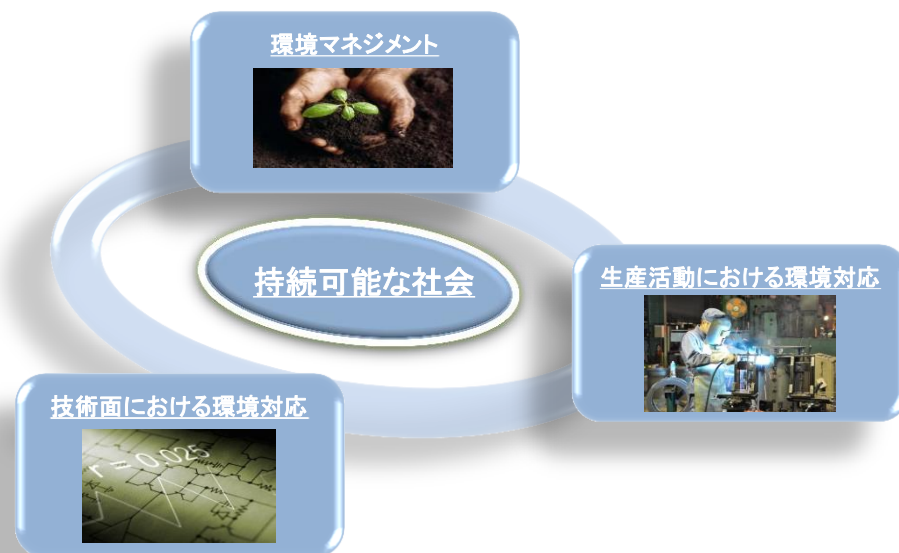 環境マネジメント
持続可能な社会
生産活動における環境対応
技術面における環境対応
r = 0.025